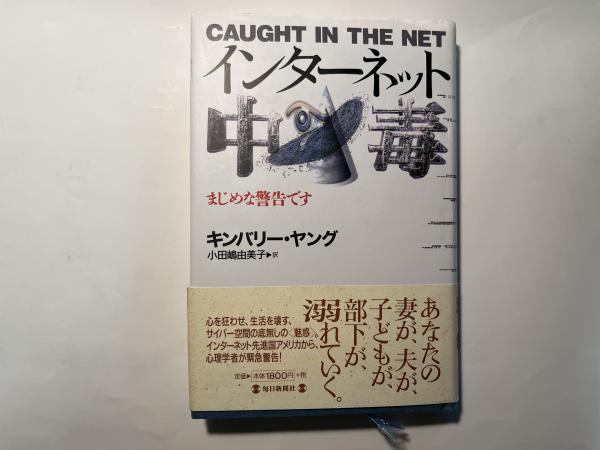 CAUGHT IN THE NET
インターネット
中毒
まじめな警告です
キンバリー・ヤング
小田嶋由美子▶訳
あなたの
妻が、夫が、
子どもが、
部下が、
溺れていく。
心を狂わせ、生活を壊す、
サイバー空間の底無しの〈魅惑〉。
インターネット先進国アメリカから、
心理学者が緊急警告!
定価▶本体1800円+税
毎日新聞社